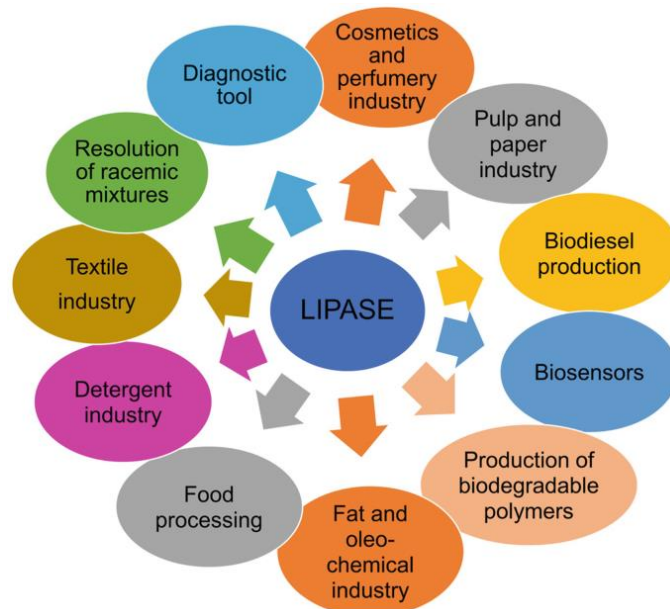 Cosmetics
and
perfumery
industry
Pulp and
paper
industry
Biodiesel
production
Biosensors
Production of
biodegradable
polymers
Fat and
oleo-
chemical
industry
Food
processing
Detergent
industry
Textile
industry
Resolution
of racemic
mixtures
Diagnostic
tool
LIPASE